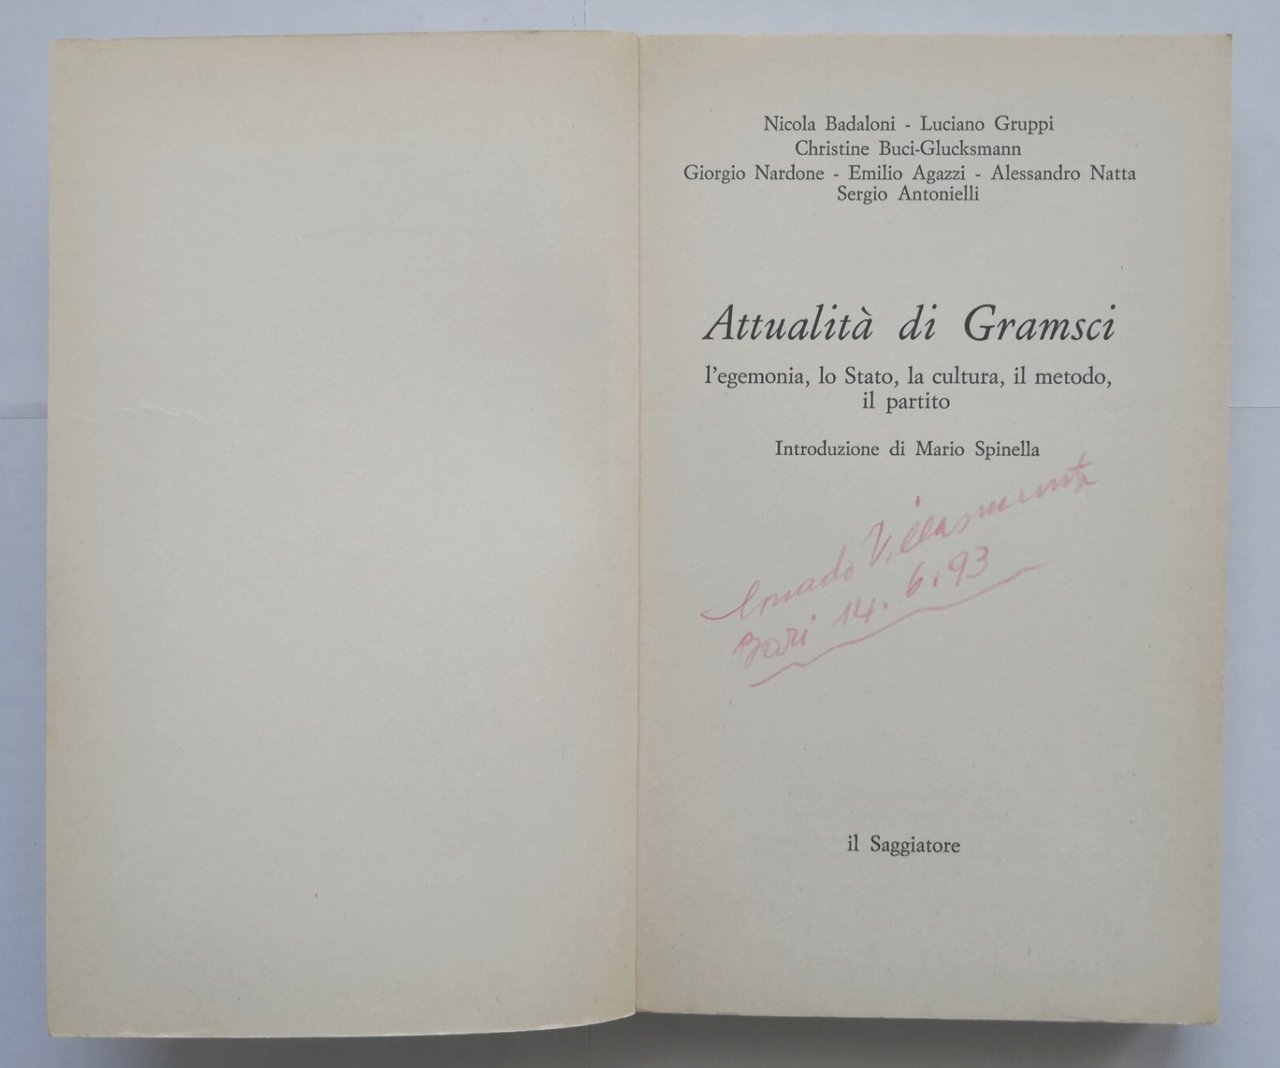 Nicola Badaloni - Luciano Gruppi
Christine Buci-Glucksmann
Giorgio Nardone - Emilio Agazzi - Alessandro Natta
Sergio Antonielli
Attualità di Gramsci
l'egemonia, lo Stato, la cultura, il metodo,
il partito
Introduzione di Mario Spinella
Bari 14.6.93
il Saggiatore